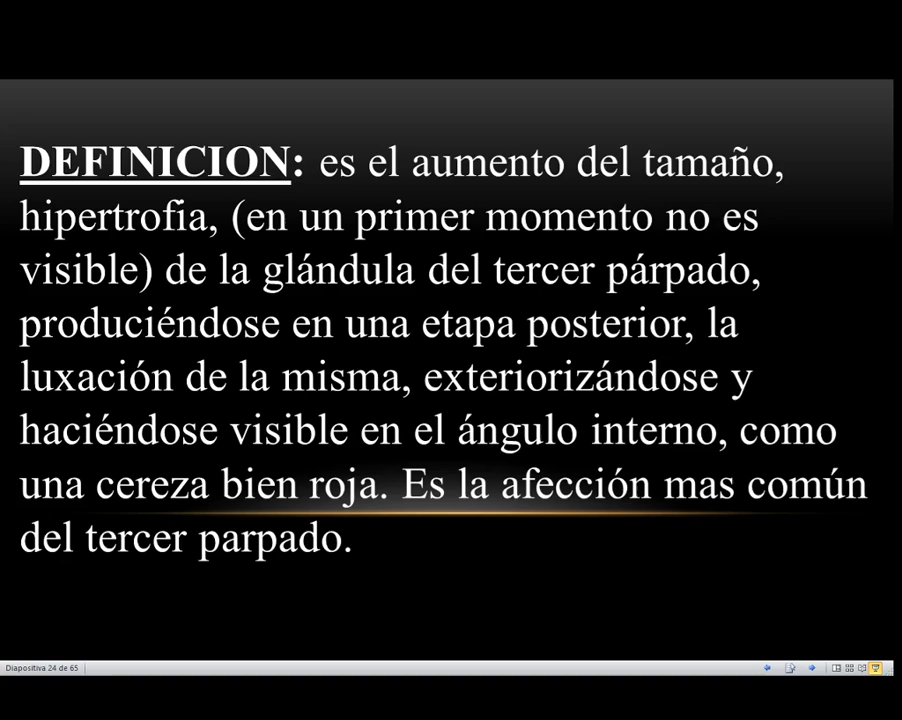 DEFINICION: es el aumento del tamaño,
hipertrofia, (en un primer momento no es
visible) de la glándula del tercer párpado,
produciéndose en una etapa posterior, la
luxación de la misma, exteriorizándose y
haciéndose visible en el ángulo interno, como
una cereza bien roja. Es la afección mas común
del tercer parpado.
Diapositiva 24 de 65